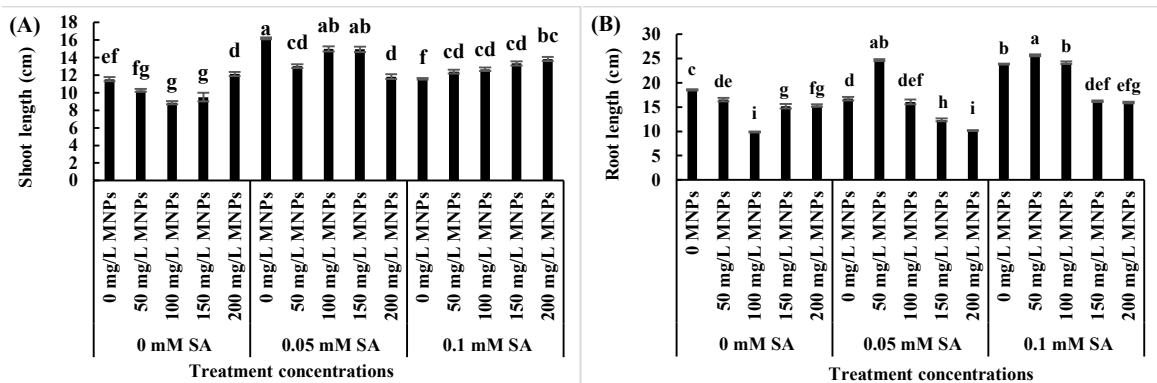 (A)
Shoot length (cm)
18
16
14
12
10
8
6
4
2
0
ef
fg
g
g
d
a
cd
ab
ab
d
f
cd
cd
cd
bc
0 mg/L MNPs
50 mg/L MNPs
100 mg/L MNPs
150 mg/L MNPs
200 mg/L MNPs
0 mg/L MNPs
50 mg/L MNPs
100 mg/L MNPs
150 mg/L MNPs
200 mg/L MNPs
0 mg/L MNPs
50 mg/L MNPs
100 mg/L MNPs
150 mg/L MNPs
200 mg/L MNPs
0 mM SA
0.05 mM SA
0.1 mM SA
Treatment concentrations
(B)
Root length (cm)
30
25
20
15
10
5
0
c
de
i
g
fg
d
ab
def
h
i
b
a
b
def
efg
0 MNPs
50 mg/L MNPs
100 mg/L MNPs
150 mg/L MNPs
200 mg/L MNPs
0 mg/L MNPs
50 mg/L MNPs
100 mg/L MNPs
150 mg/L MNPs
200 mg/L MNPs
0 mg/L MNPs
50 mg/L MNPs
100 mg/L MNPs
150 mg/L MNPs
200 mg/L MNPs
0 mM SA
0.05 mM SA
0.1 mM SA
Treatment concentrations